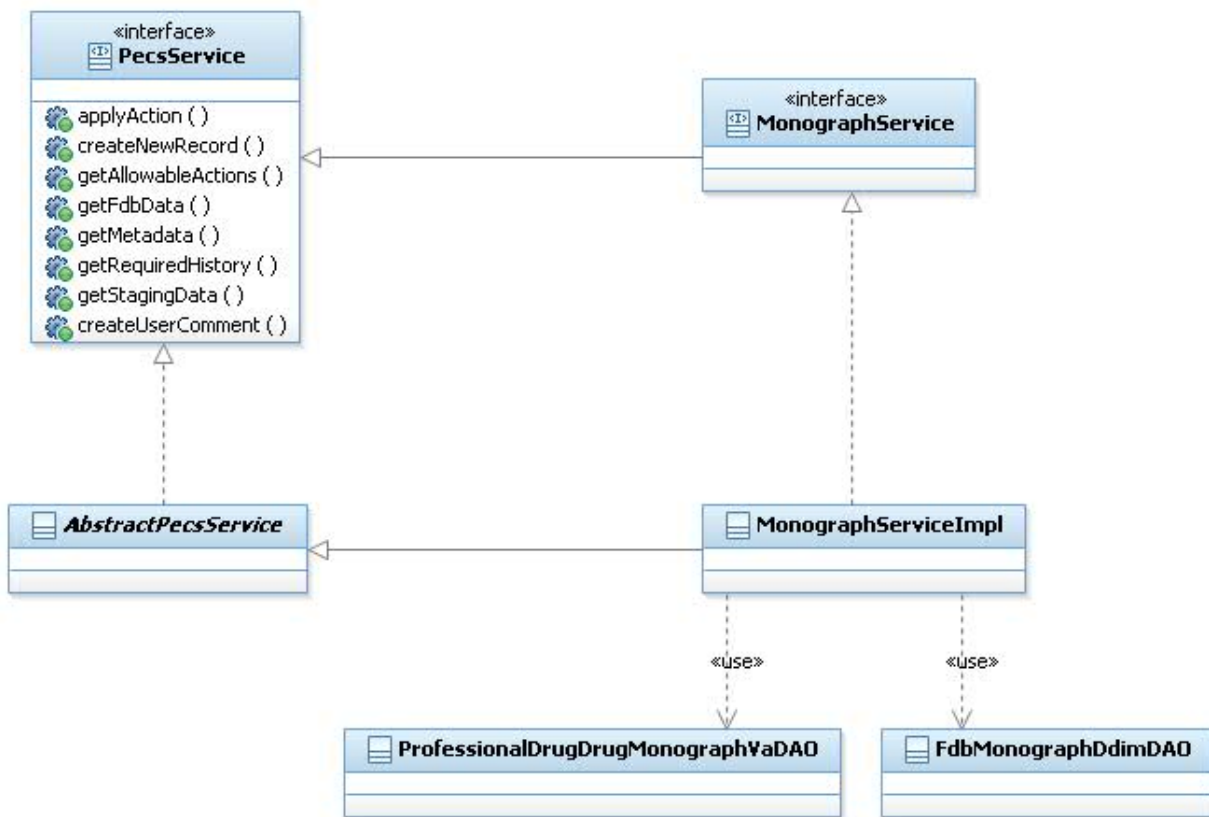 «interface»
PecsService
applyAction ( )
createNewRecord ( )
getAllowableActions ( )
getFdbData ( )
getMetadata ( )
getRequiredHistory ( )
getStagingData ( )
createUserComment ( )
«interface»
MonographService
AbstractPecsService
MonographServiceImpl
«use»
«use»
ProfessionalDrugDrugMonographVaDAO
FdbMonographDdimDAO